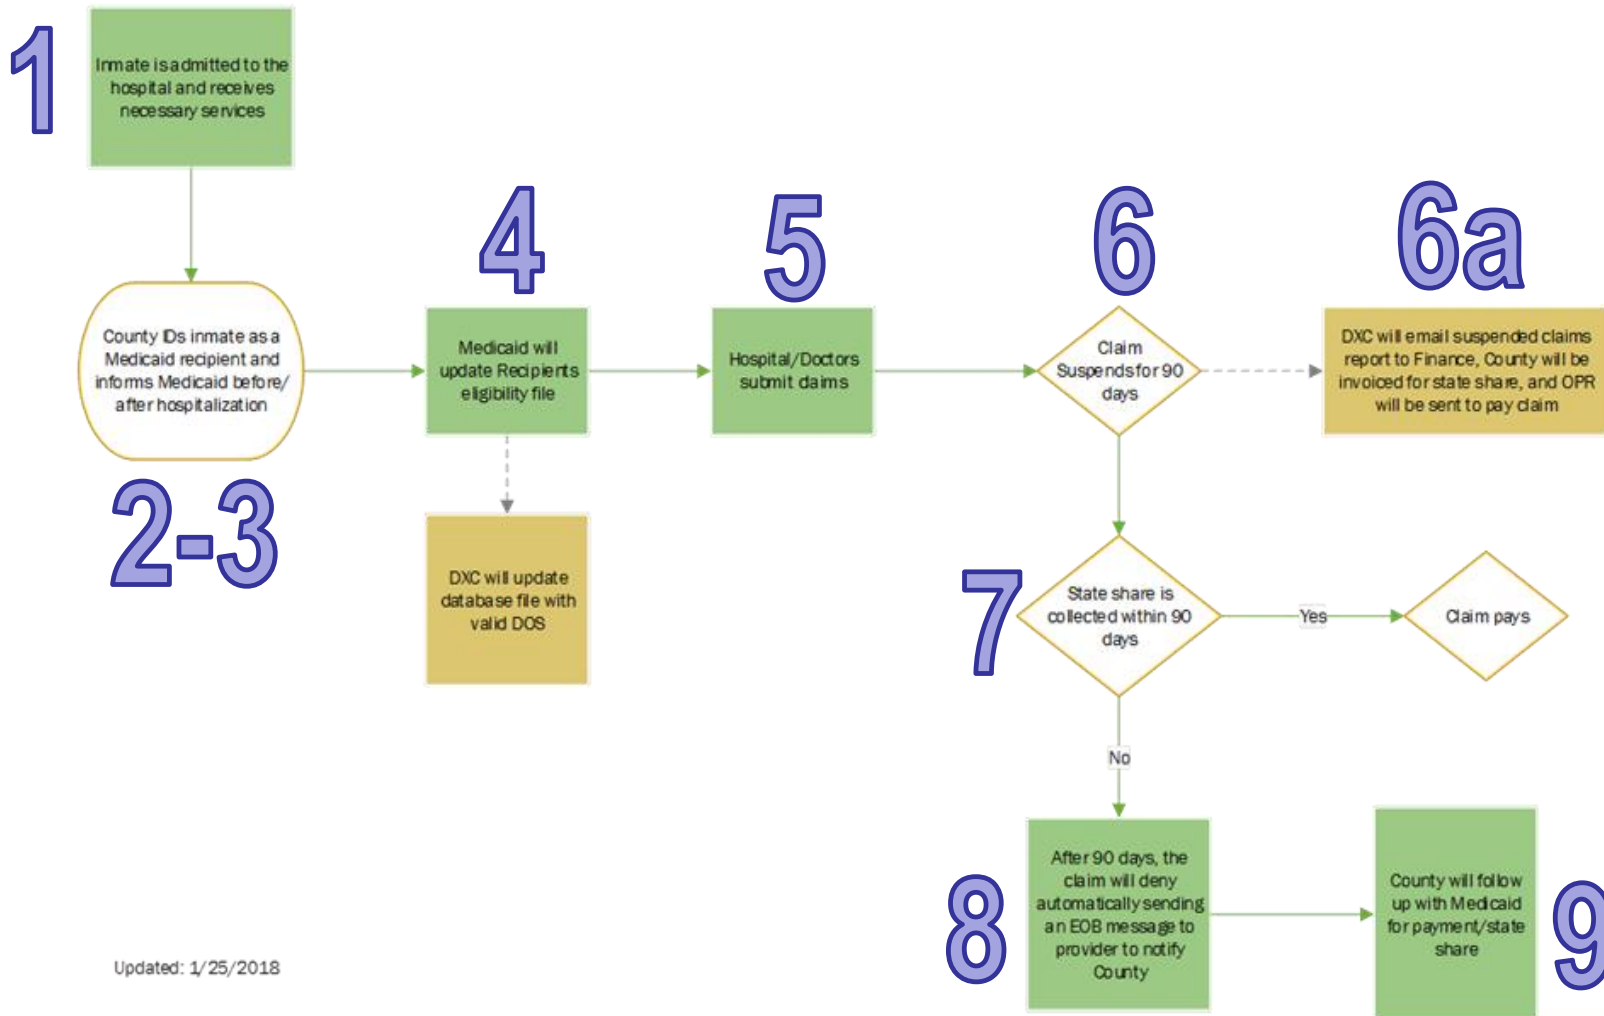 1
Inmate is admitted to the
hospital and receives
necessary services
County IDs inmate as a
Medicaid recipient and
informs Medicaid before/
after hospitalization
2-3
4
Medicaid will
update Recipients
eligibility file
DXC will update
database file with
valid DOS
5
Hospital/Doctors
submit claims
6
Claim
Suspends for 90
days
6a
DXC will email suspended claims
report to Finance, County will be
invoiced for state share, and OPR
will be sent to pay claim
7
State share is
collected within 90
days
Yes
Claim pays
No
8
After 90 days, the
claim will deny
automatically sending
an EOB message to
provider to notify
County
County will follow
up with Medicaid
for payment/state
share
9
Updated: 1/25/2018